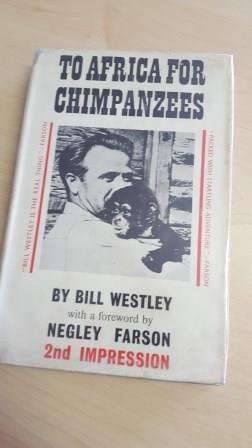 TO AFRICA FOR
CHIMPANZEES
"BILL WESTLEY IS THE REAL THING"—FARSON
"PACKED WITH STARTLING ADVENTURE"—FARSON
BY BILL WESTLEY
with a foreword by
NEGLEY FARSON
2nd IMPRESSION